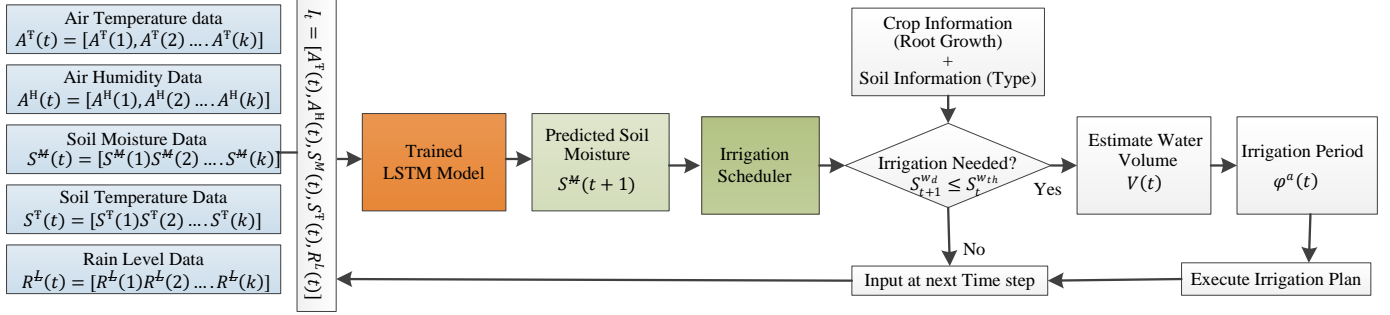 Air Temperature data
𝐴^Ŧ(𝑡) = [𝐴^Ŧ(1), 𝐴^Ŧ(2) …. 𝐴^Ŧ(𝑘)]
Air Humidity Data
𝐴^Ħ(𝑡) = [𝐴^Ħ(1), 𝐴^Ħ(2) …. 𝐴^Ħ(𝑘)]
Soil Moisture Data
𝑆^M̶(𝑡) = [𝑆^M̶(1)𝑆^M̶(2) …. 𝑆^M̶(𝑘)]
Soil Temperature Data
𝑆^Ŧ(𝑡) = [𝑆^Ŧ(1)𝑆^Ŧ(2) …. 𝑆^Ŧ(𝑘)]
Rain Level Data
𝑅^Ł(𝑡) = [𝑅^Ł(1)𝑅^Ł(2) …. 𝑅^Ł(𝑘)]
𝐼_t = [𝐴^Ŧ(𝑡), 𝐴^H(𝑡), 𝑆^M(𝑡), 𝑆^Ŧ(𝑡), 𝑅^L(𝑡)]
Trained
LSTM Model
Predicted Soil
Moisture
𝑆^M̶(𝑡 + 1)
Irrigation
Scheduler
Crop Information
(Root Growth)
+
Soil Information (Type)
Irrigation Needed?
𝑆_{t+1}^{w_d} ≤ 𝑆_t^{w_{th}}
Yes
No
Estimate Water
Volume
𝑉(𝑡)
Irrigation Period
𝜑^a(𝑡)
Input at next Time step
Execute Irrigation Plan